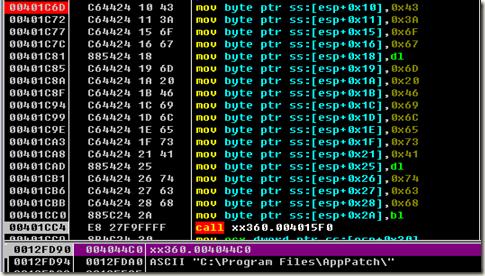 00401C6D C64424 10 43 mov byte ptr ss:[esp+0x10],0x43
00401C72 C64424 11 3A mov byte ptr ss:[esp+0x11],0x3A
00401C77 C64424 15 6F mov byte ptr ss:[esp+0x15],0x6F
00401C7C C64424 16 67 mov byte ptr ss:[esp+0x16],0x67
00401C81 885424 18 mov byte ptr ss:[esp+0x18],dl
00401C85 C64424 19 6D mov byte ptr ss:[esp+0x19],0x6D
00401C8A C64424 1A 20 mov byte ptr ss:[esp+0x1A],0x20
00401C8F C64424 1B 46 mov byte ptr ss:[esp+0x1B],0x46
00401C94 C64424 1C 69 mov byte ptr ss:[esp+0x1C],0x69
00401C99 C64424 1D 6C mov byte ptr ss:[esp+0x1D],0x6C
00401C9E C64424 1E 65 mov byte ptr ss:[esp+0x1E],0x65
00401CA3 C64424 1F 73 mov byte ptr ss:[esp+0x1F],0x73
00401CA8 C64424 21 41 mov byte ptr ss:[esp+0x21],0x41
00401CAD 885424 25 mov byte ptr ss:[esp+0x25],dl
00401CB1 C64424 26 74 mov byte ptr ss:[esp+0x26],0x74
00401CB6 C64424 27 63 mov byte ptr ss:[esp+0x27],0x63
00401CBB C64424 28 68 mov byte ptr ss:[esp+0x28],0x68
00401CC0 885C24 2A mov byte ptr ss:[esp+0x2A],bl
00401CC4 E8 27F9FFFF call xx360.004015F0
0012FD90 004044C0 xx360.004044C0
0012FD94 0012FDA0 ASCII "C:\Program Files\AppPatch\"